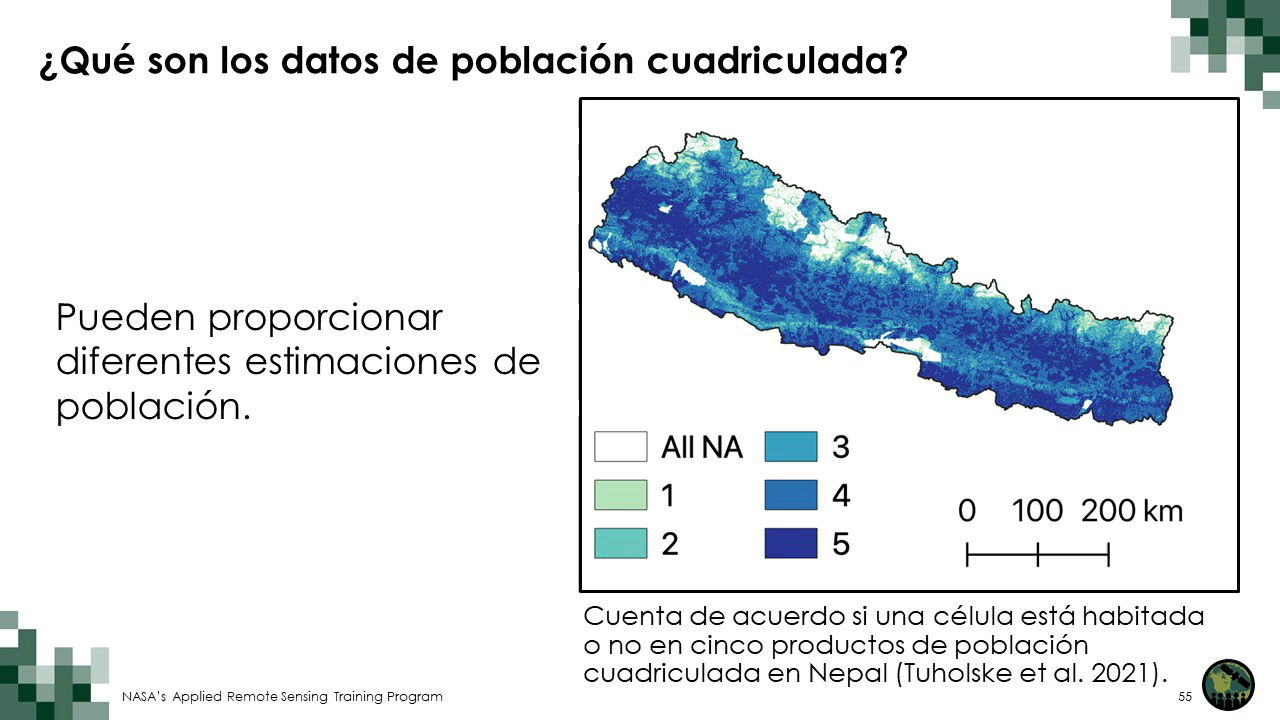 ¿Qué son los datos de población cuadriculada?
Pueden proporcionar
diferentes estimaciones de
población.
All NA
1
2
3
4
5
0 100 200 km
Cuenta de acuerdo si una célula está habitada
o no en cinco productos de población
cuadriculada en Nepal (Tuholske et al. 2021).
NASA's Applied Remote Sensing Training Program
55